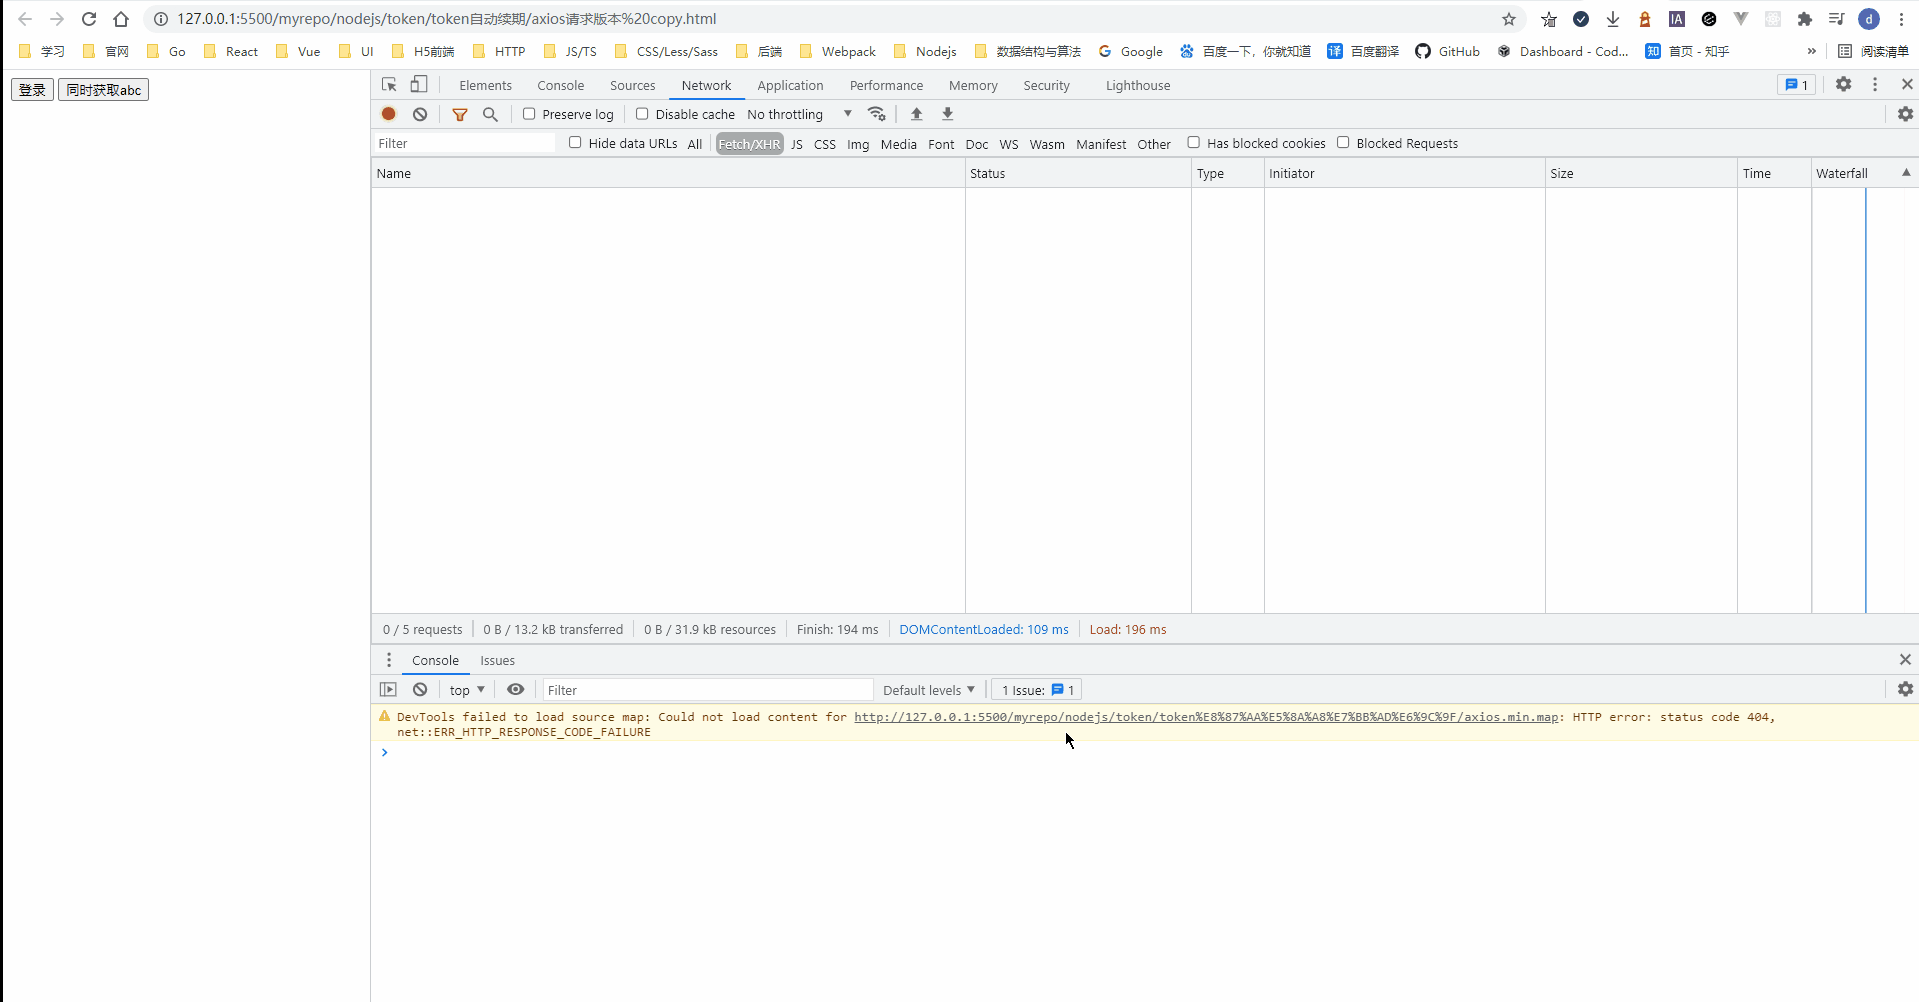 127.0.0.1:5500/myrepo/nodejs/token/token自动续期/axios请求版本%20copy.html
IA d
学习 官网 Go React Vue UI H5前端 HTTP JS/TS CSS/Less/Sass 后端 Webpack Nodejs 数据结构与算法 G Google 百度一下，你就知道 译 百度翻译 GitHub Dashboard - Cod... 知 首页 - 知乎 » 阅读清单
登录 同时获取abc
Elements Console Sources Network Application Performance Memory Security Lighthouse 1
Preserve log Disable cache No throttling
Filter Hide data URLs All Fetch/XHR JS CSS Img Media Font Doc WS Wasm Manifest Other Has blocked cookies Blocked Requests
Name Status Type Initiator Size Time Waterfall
0 / 5 requests 0 B / 13.2 kB transferred 0 B / 31.9 kB resources Finish: 194 ms DOMContentLoaded: 109 ms Load: 196 ms
Console Issues
top Filter Default levels 1 Issue: 1
DevTools failed to load source map: Could not load content for http://127.0.0.1:5500/myrepo/nodejs/token/token%E8%87%AA%E5%8A%A8%E7%BB%AD%E6%9C%9F/axios.min.map: HTTP error: status code 404,
net::ERR_HTTP_RESPONSE_CODE_FAILURE